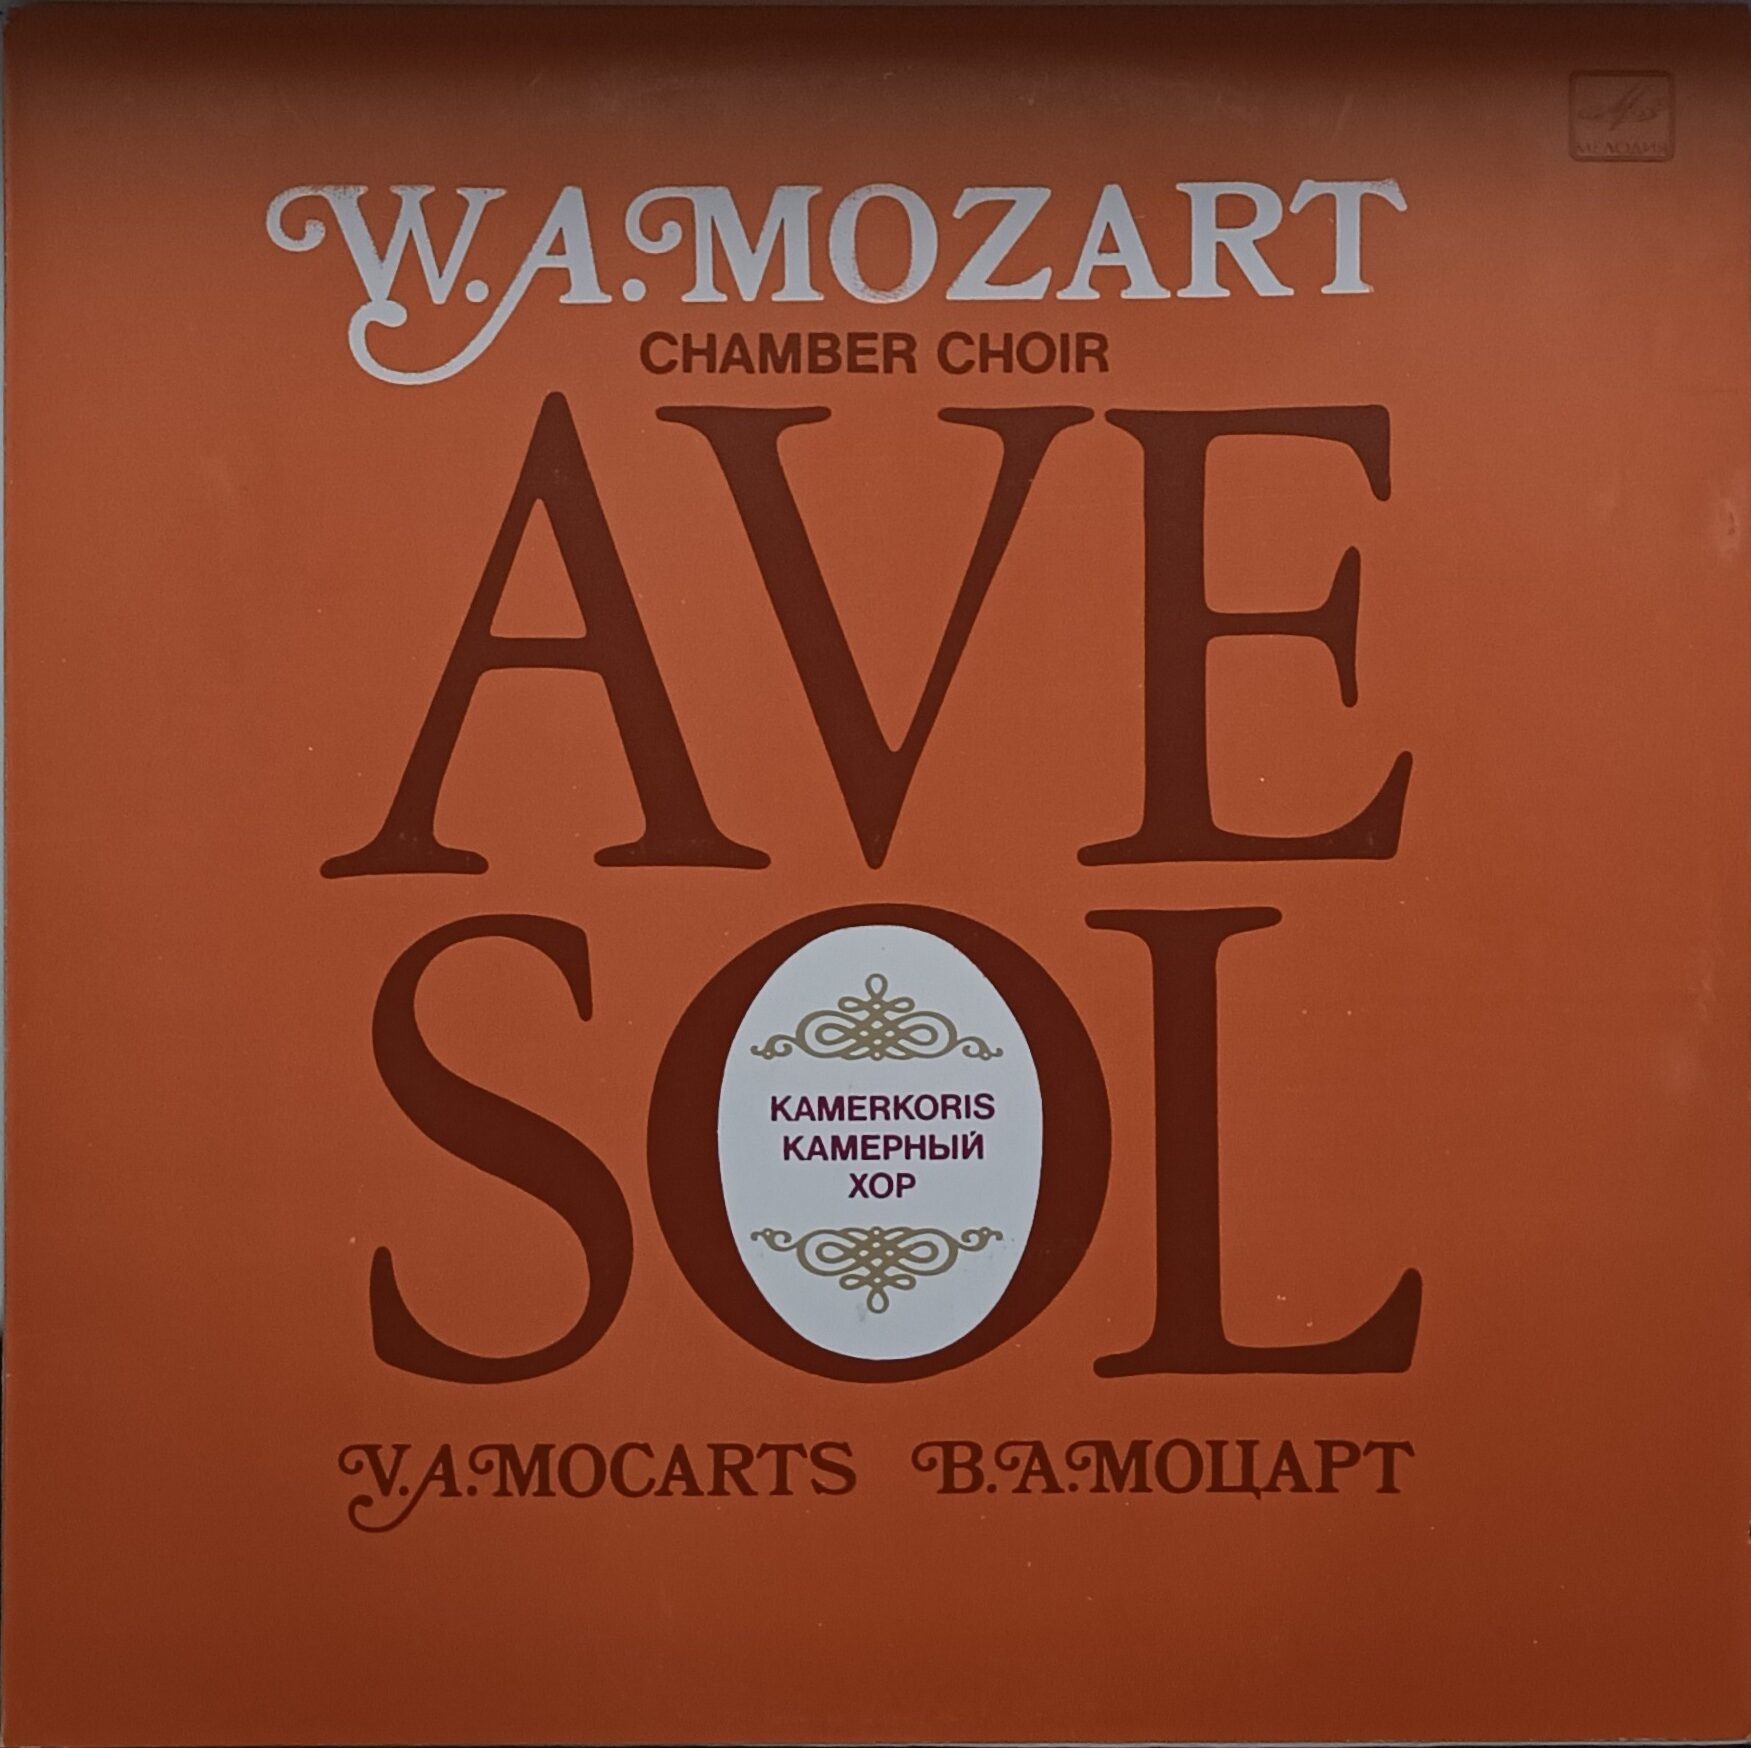 МЕЛОДИЯ
W.A.MOZART
CHAMBER CHOIR
AVE
SOL
KAMERKORIS
КАМЕРНЫЙ
ХОР
V.A.MOCARTS В.А.МОЦАРТ